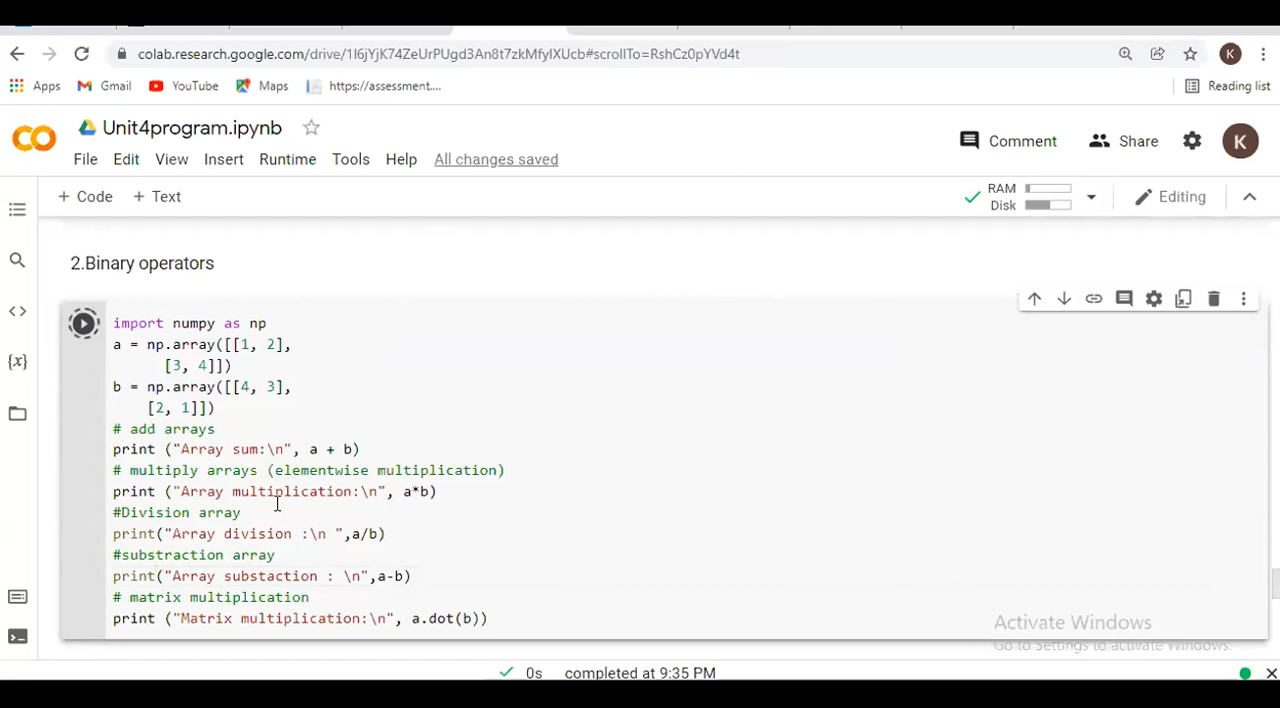 colab.research.google.com/drive/1I6jYjK74ZeUrPUgd3An8t7zkMfyIXUcb#scrollTo=RshCz0pYVd4t
K
Apps Gmail YouTube Maps https://assessment.... Reading list
CO Unit4program.ipynb
Comment Share K
File Edit View Insert Runtime Tools Help All changes saved
+ Code + Text RAM Disk Editing
2.Binary operators
import numpy as np
a = np.array([[1, 2],
[3, 4]])
b = np.array([[4, 3],
[2, 1]])
# add arrays
print ("Array sum:\n", a + b)
# multiply arrays (elementwise multiplication)
print ("Array multiplication:\n", a*b)
#Division array
print("Array division :\n ",a/b)
#substraction array
print("Array substaction : \n",a-b)
# matrix multiplication
print ("Matrix multiplication:\n", a.dot(b))
Activate Windows
Go to Settings to activate Windows.
0s completed at 9:35 PM